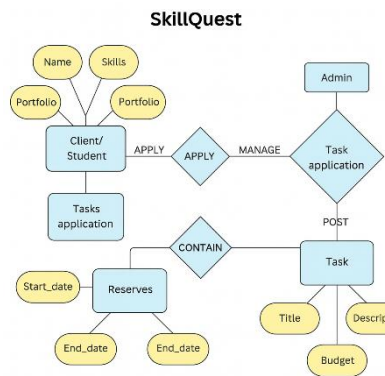 SkillQuest
Name
Skills
Admin
Portfolio
Portfolio
Client/
Student
APPLY
APPLY
MANAGE
Task
application
Tasks
application
POST
CONTAIN
Start_date
Reserves
Task
End_date
End_date
Title
Descrip
Budget